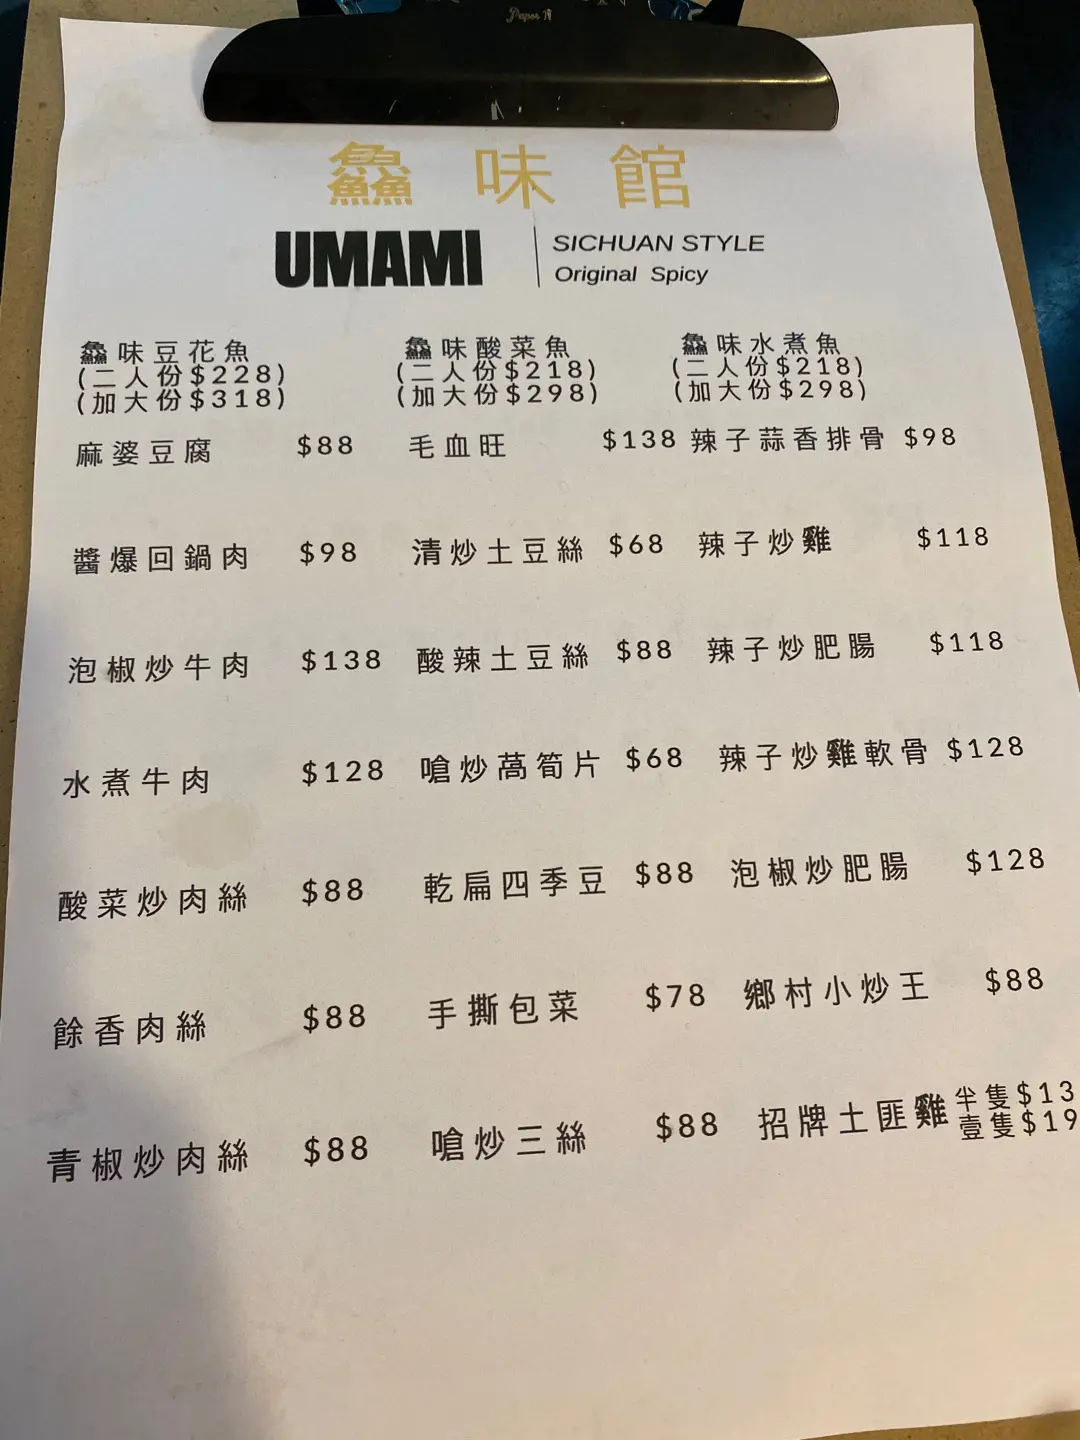 鱻味館
UMAMI
SICHUAN STYLE
Original Spicy
鱻味豆花魚
(二人份$228)
(加大份$318)
鱻味酸菜魚
(二人份$218)
(加大份$298)
鱻味水煮魚
(二人份$218)
(加大份$298)
麻婆豆腐 $88 毛血旺 $138 辣子蒜香排骨 $98
醬爆回鍋肉 $98 清炒土豆絲 $68 辣子炒雞 $118
泡椒炒牛肉 $138 酸辣土豆絲 $88 辣子炒肥腸 $118
水煮牛肉 $128 嗆炒萵筍片 $68 辣子炒雞軟骨 $128
酸菜炒肉絲 $88 乾扁四季豆 $88 泡椒炒肥腸 $128
餘香肉絲 $88 手撕包菜 $78 鄉村小炒王 $88
青椒炒肉絲 $88 嗆炒三絲 $88 招牌土匪雞 半隻$13
壹隻$19